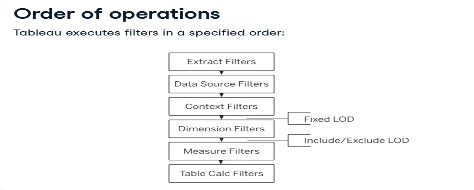 Order of operations
Tableau executes filters in a specified order:
Extract Filters
Data Source Filters
Context Filters
Fixed LOD
Dimension Filters
Include/Exclude LOD
Measure Filters
Table Calc Filters